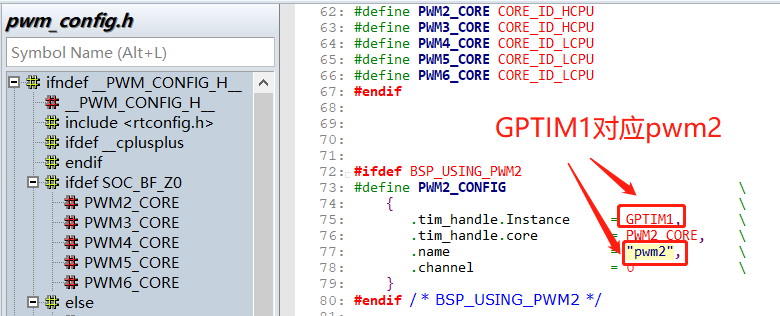 pwm_config.h
Symbol Name (Alt+L)
ifndef __PWM_CONFIG_H__
__PWM_CONFIG_H__
include <rtconfig.h>
ifdef __cplusplus
endif
ifdef SOC_BF_Z0
PWM2_CORE
PWM3_CORE
PWM4_CORE
PWM5_CORE
PWM6_CORE
else
62: #define PWM2_CORE CORE_ID_HCPU
63: #define PWM3_CORE CORE_ID_HCPU
64: #define PWM4_CORE CORE_ID_LCPU
65: #define PWM5_CORE CORE_ID_LCPU
66: #define PWM6_CORE CORE_ID_LCPU
67: #endif
68:
69:
70:
71:
GPTIM1对应pwm2
72: #ifdef BSP_USING_PWM2
73: #define PWM2_CONFIG \
74: { \
75: .tim_handle.Instance = GPTIM1, \
76: .tim_handle.core = PWM2_CORE, \
77: .name = "pwm2", \
78: .channel = 0 \
79: }
80: #endif /* BSP_USING_PWM2 */